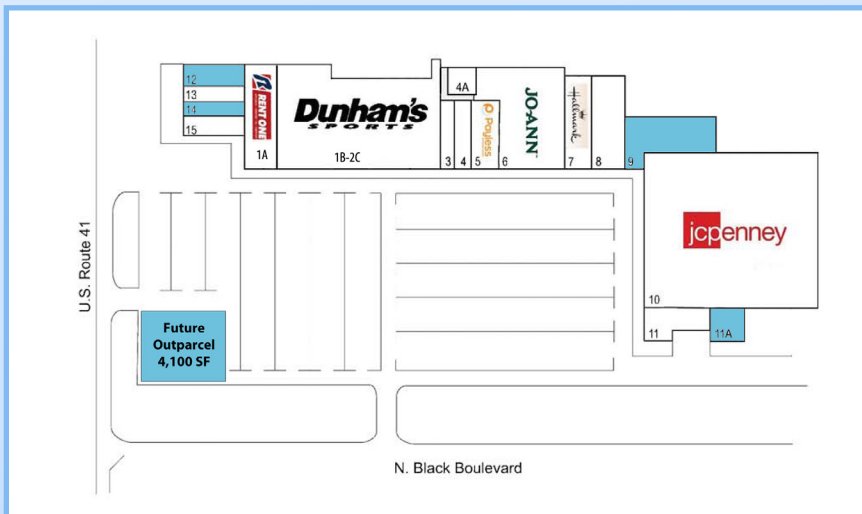 12
13
14
15
RENT ONE
1A
Dunham's
SPORTS
1B-2C
3
4
4A
5
Payless
6
JO-ANN
7
Hallmark
8
9
jcpenney
10
11
11A
U.S. Route 41
Future
Outparcel
4,100 SF
N. Black Boulevard